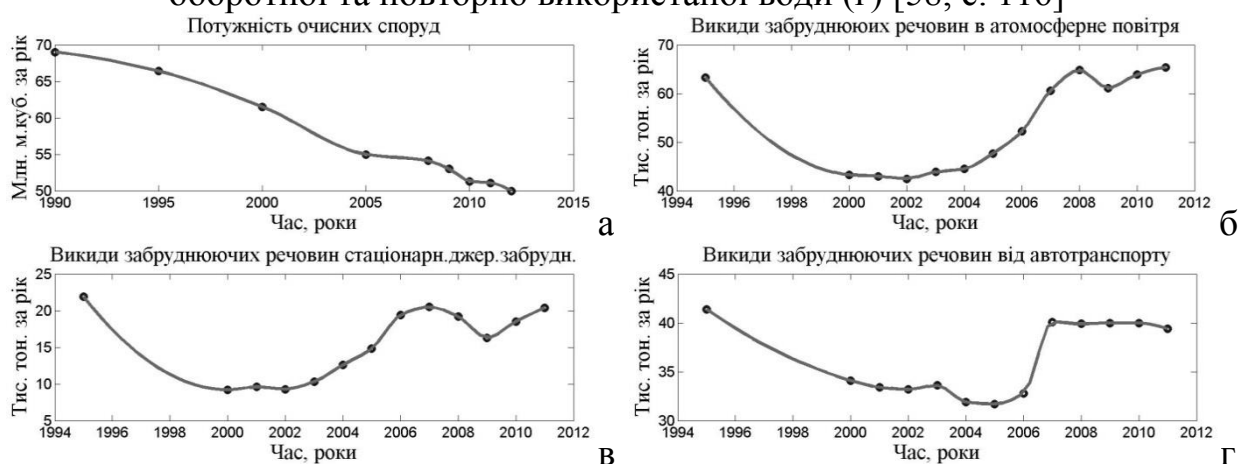 оборотної та повторно використаної води (г) [58, с. 116]
Потужність очисних споруд
Млн. м.куб. за рік
70
65
60
55
50
1990 1995 2000 2005 2010 2015
Час, роки
а
Викиди забруднюоих речовин в атомосферне повітря
Тис. тон. за рік
70
60
50
40
1994 1996 1998 2000 2002 2004 2006 2008 2010 2012
Час, роки
б
Викиди забруднюючих речовин стаціонарн.джер.забрудн.
Тис. тон. за рік
25
20
15
10
5
1994 1996 1998 2000 2002 2004 2006 2008 2010 2012
Час, роки
в
Викиди забруднюючих речовин від автотранспорту
Тис. тон. за рік
45
40
35
30
1994 1996 1998 2000 2002 2004 2006 2008 2010 2012
Час, роки
г